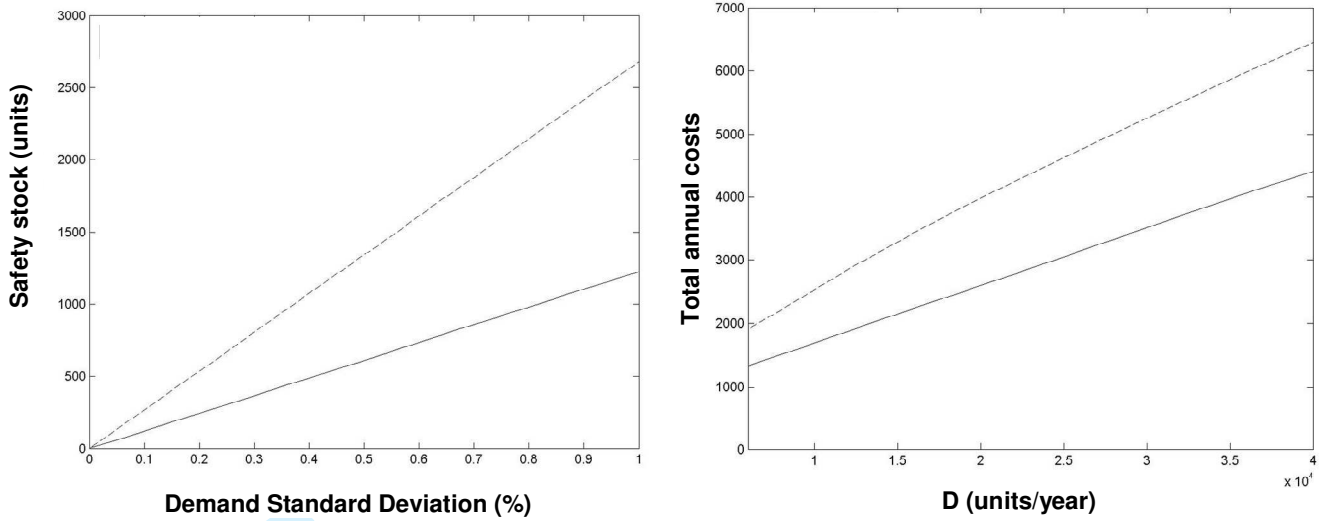 3000
2500
2000
1500
1000
500
0
Safety stock (units)
0 0.1 0.2 0.3 0.4 0.5 0.6 0.7 0.8 0.9 1
Demand Standard Deviation (%)
7000
6000
5000
4000
3000
2000
1000
0
Total annual costs
1 1.5 2 2.5 3 3.5 4
x 10⁴
D (units/year)